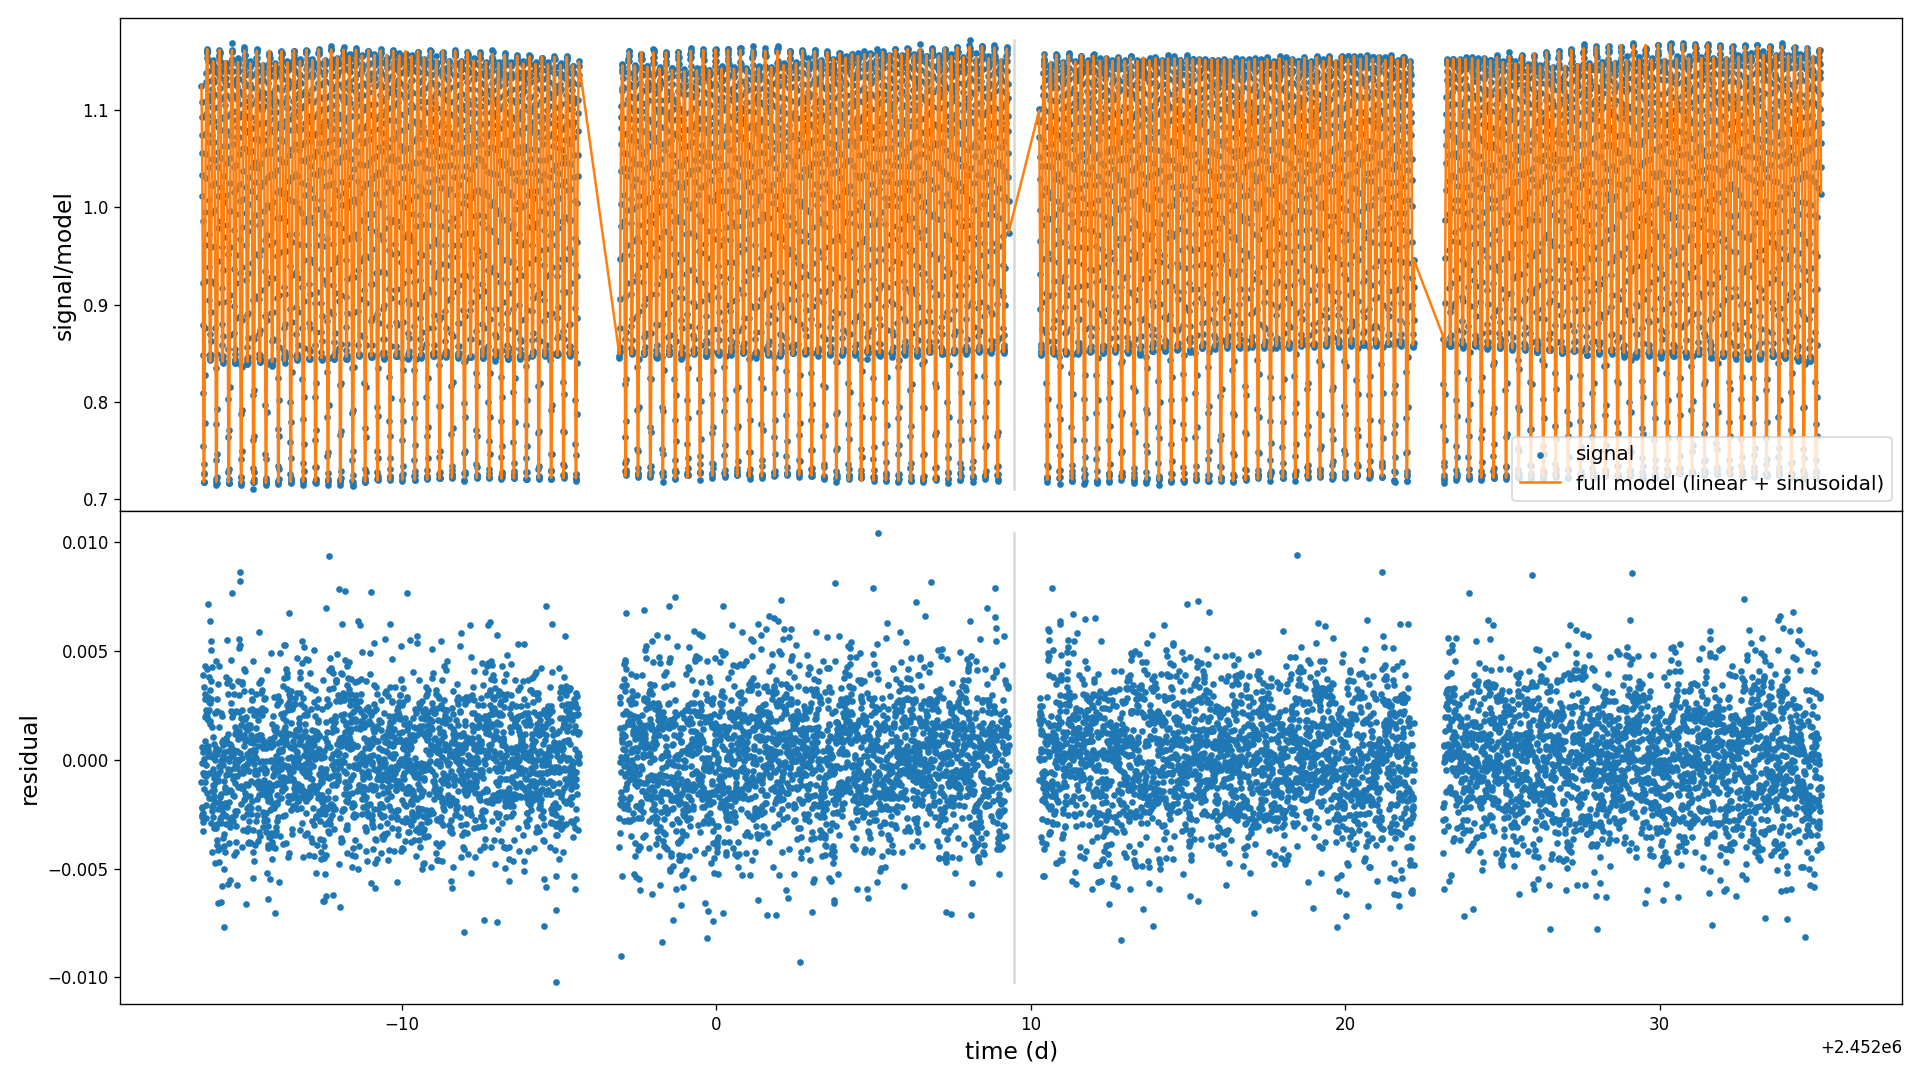 signal/model
1.1
1.0
0.9
0.8
0.7
signal
full model (linear + sinusoidal)
residual
0.010
0.005
0.000
−0.005
−0.010
−10
0
10
20
30
time (d)
+2.452e6